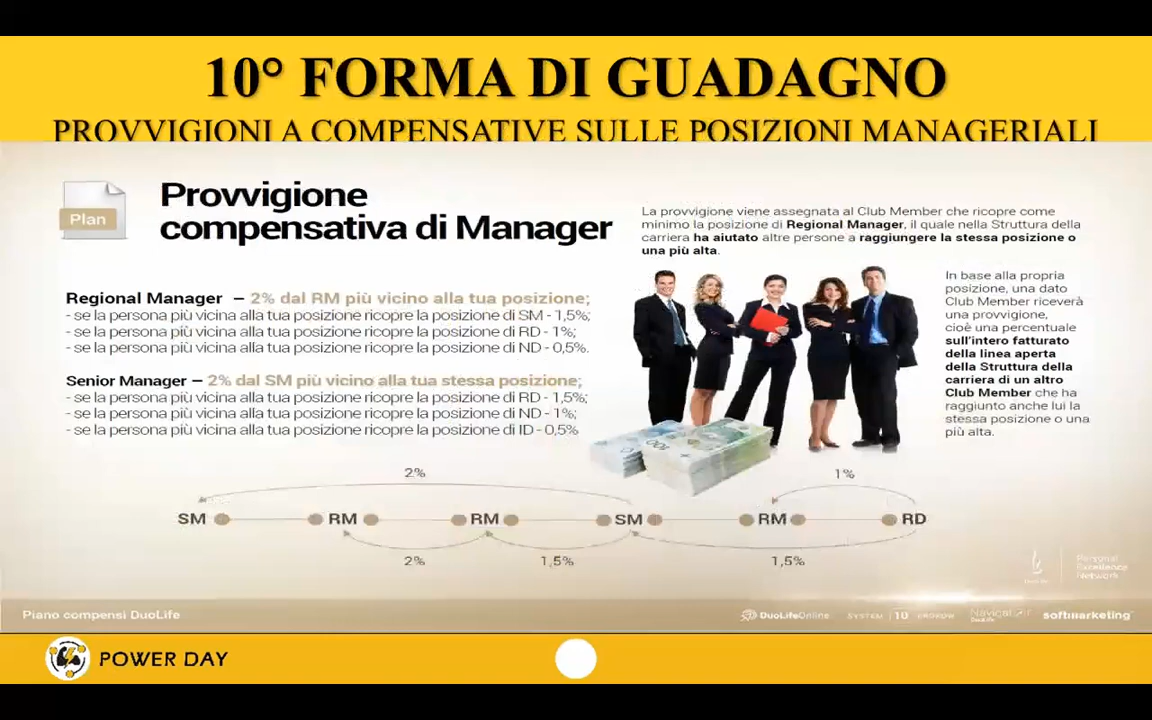 10° FORMA DI GUADAGNO
PROVVIGIONI A COMPENSATIVE SULLE POSIZIONI MANAGERIALI
Plan
Provvigione
compensativa di Manager
La provvigione viene assegnata al Club Member che ricopre come
minimo la posizione di Regional Manager, il quale nella Struttura della
carriera ha aiutato altre persone a raggiungere la stessa posizione o
una più alta.
Regional Manager – 2% dal RM più vicino alla tua posizione;
- se la persona più vicina alla tua posizione ricopre la posizione di SM - 1,5%;
- se la persona più vicina alla tua posizione ricopre la posizione di RD - 1%;
- se la persona più vicina alla tua posizione ricopre la posizione di ND - 0,5%.
Senior Manager – 2% dal SM più vicino alla tua stessa posizione;
- se la persona più vicina alla tua posizione ricopre la posizione di RD - 1,5%;
- se la persona più vicina alla tua posizione ricopre la posizione di ND - 1%;
- se la persona più vicina alla tua posizione ricopre la posizione di ID - 0,5%
In base alla propria
posizione, una dato
Club Member riceverà
una provvigione,
cioè una percentuale
sull'intero fatturato
della linea aperta
della Struttura della
carriera di un altro
Club Member che ha
raggiunto anche lui la
stessa posizione o una
più alta.
100
2% 1%
SM RM RM SM RM RD
2% 1,5% 1,5%
Personal
Excellence
Network
Piano compensi DuoLife
DuoLifeOnline SYSTEM 10 Navigator DuoLife softmarketing
POWER DAY